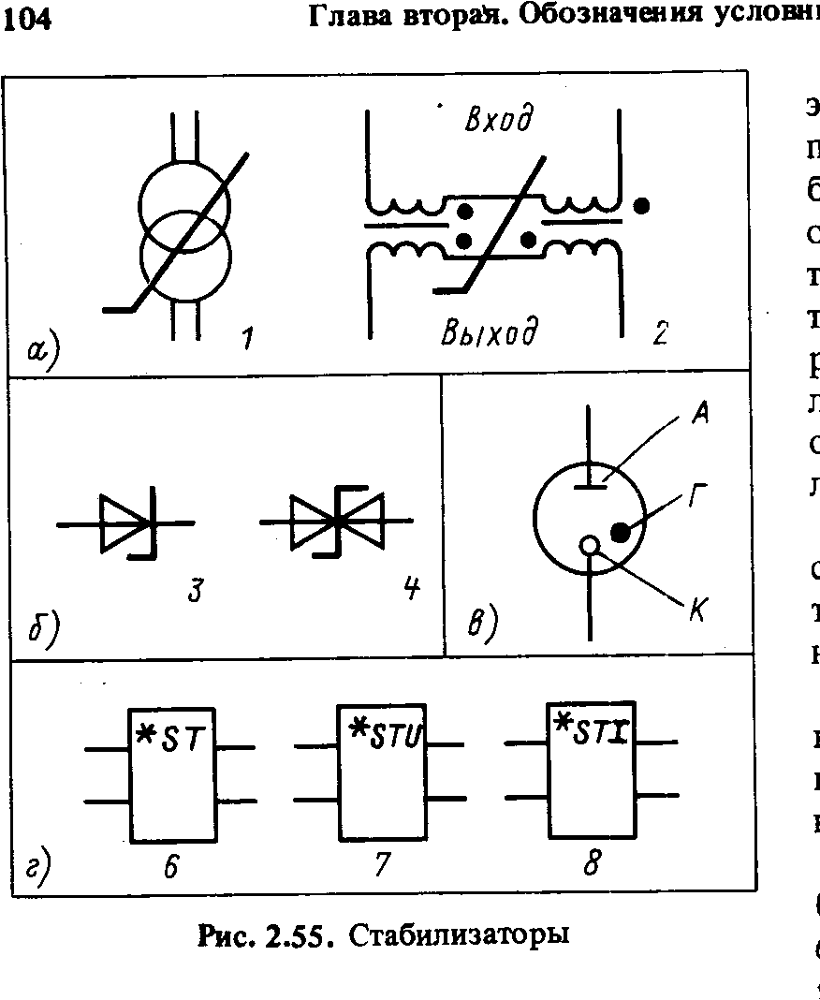 104
Глава вторая. Обозначения
Вход
Выход
1
2
а)
А
Г
К
3
4
б)
в)
*ST
*STU
*STI
6
7
8
г)
Рис. 2.55. Стабилизаторы